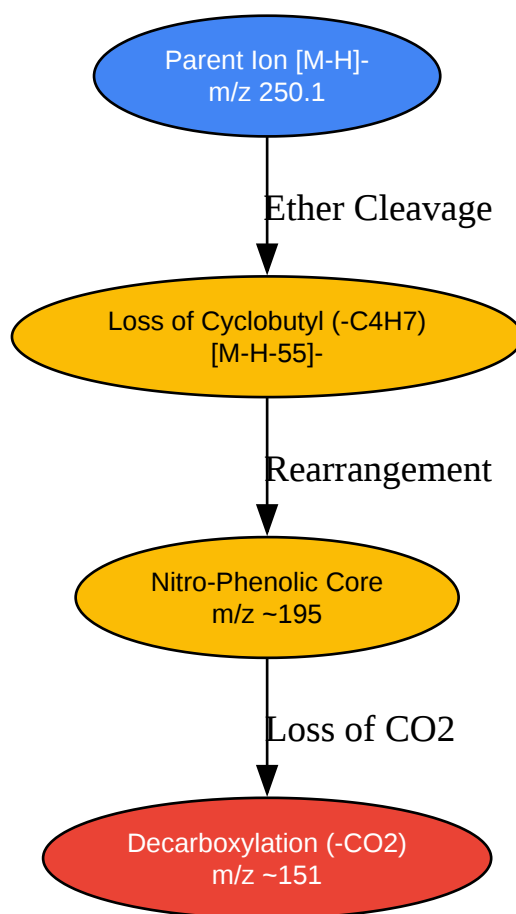 Parent Ion [M-H]-
m/z 250.1
Ether Cleavage
Loss of Cyclobutyl (-C4H7)
[M-H-55]-
Rearrangement
Nitro-Phenolic Core
m/z ~195
Loss of CO2
Decarboxylation (-CO2)
m/z ~151